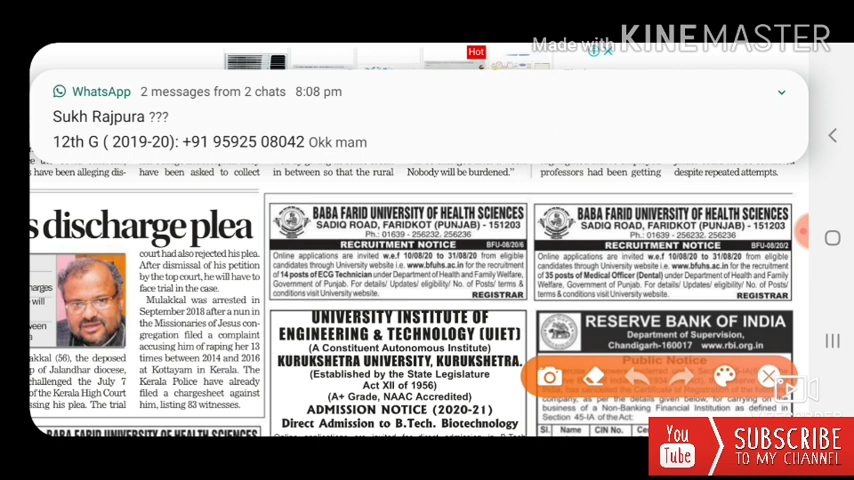 Hot
Made with KINEMASTER
WhatsApp 2 messages from 2 chats 8:08 pm
Sukh Rajpura ???
12th G ( 2019-20): +91 95925 08042 Okk mam
s have been alleging dis-
have been asked to collect
in between so that the rural
Nobody will be burdened."
professors had been getting
despite repeated attempts.
s discharge plea
harges
will
ween
akkal (56), the deposed
p of Jalandhar diocese,
challenged the July 7
of the Kerala High Court
ssing his plea. The trial
court had also rejected his plea.
After dismissal of his petition
by the top court, he will have to
face trial in the case.
Mulakkal was arrested in
September 2018 after a nun in
the Missionaries of Jesus con-
gregation filed a complaint
accusing him of raping her 13
times between 2014 and 2016
at Kottayam in Kerala. The
Kerala Police have already
filed a chargesheet against
him, listing 83 witnesses.
BABA FARID UNIVERSITY OF HEALTH SCIENCES
SADIQ ROAD, FARIDKOT (PUNJAB) - 151203
Ph.: 01639 - 256232, 256236
RECRUITMENT NOTICE BFU-08/20/6
Online applications are invited w.e.f 10/08/20 to 31/08/20 from eligible
candidates through University website i.e. www.bfuhs.ac.in for the recruitment
of 14 posts of ECG Technician under Department of Health and Family Welfare,
Government of Punjab. For details/ Updates/ eligibility/ No. of Posts/ terms
& conditions visit University website. REGISTRAR
BABA FARID UNIVERSITY OF HEALTH SCIENCES
SADIQ ROAD, FARIDKOT (PUNJAB) - 151203
Ph.: 01639 - 256232, 256236
RECRUITMENT NOTICE BFU-08/20/2
Online applications are invited w.e.f 10/08/20 to 31/08/20 from eligible
candidates through University website i.e. www.bfuhs.ac.in for the recruitment
of 35 posts of Medical Officer (Dental) under Department of Health and Family
Welfare, Government of Punjab. For details/ Updates/ eligibility/ No. of Posts/
terms & conditions visit University website. REGISTRAR
UNIVERSITY INSTITUTE OF
ENGINEERING & TECHNOLOGY (UIET)
(A Constituent Autonomous Institute)
KURUKSHETRA UNIVERSITY, KURUKSHETRA.
(Established by the State Legislature
Act XII of 1956)
(A+ Grade, NAAC Accredited)
ADMISSION NOTICE (2020-21)
Direct Admission to B.Tech. Biotechnology
RESERVE BANK OF INDIA
Department of Supervision,
Chandigarh-160017 www.rbi.org.in
Public Notice
company, as per the details given below, for carrying on
business of a Non-Banking Financial Institution as defined in
Section 45-IA of the Act:
Sl. Name CIN No.
BABA FARID UNIVERSITY OF HEALTH SCIENCES
You
Tube
SUBSCRIBE
TO MY CHANNEL